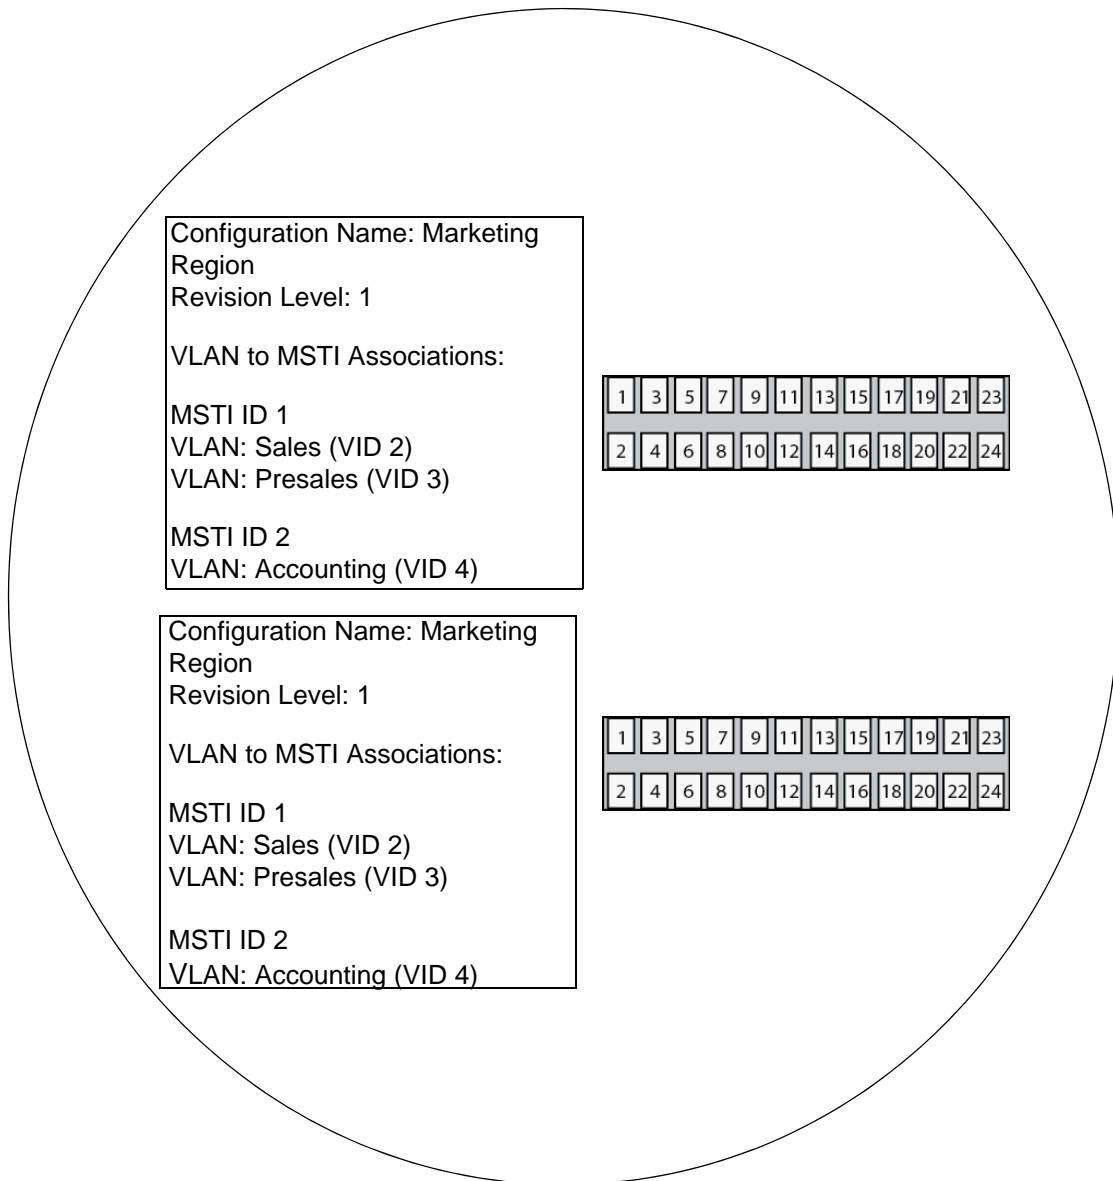 Configuration Name: Marketing
Region
Revision Level: 1
VLAN to MSTI Associations:
MSTI ID 1
VLAN: Sales (VID 2)
VLAN: Presales (VID 3)
MSTI ID 2
VLAN: Accounting (VID 4)
1 3 5 7 9 11 13 15 17 19 21 23
2 4 6 8 10 12 14 16 18 20 22 24
Configuration Name: Marketing
Region
Revision Level: 1
VLAN to MSTI Associations:
MSTI ID 1
VLAN: Sales (VID 2)
VLAN: Presales (VID 3)
MSTI ID 2
VLAN: Accounting (VID 4)
1 3 5 7 9 11 13 15 17 19 21 23
2 4 6 8 10 12 14 16 18 20 22 24